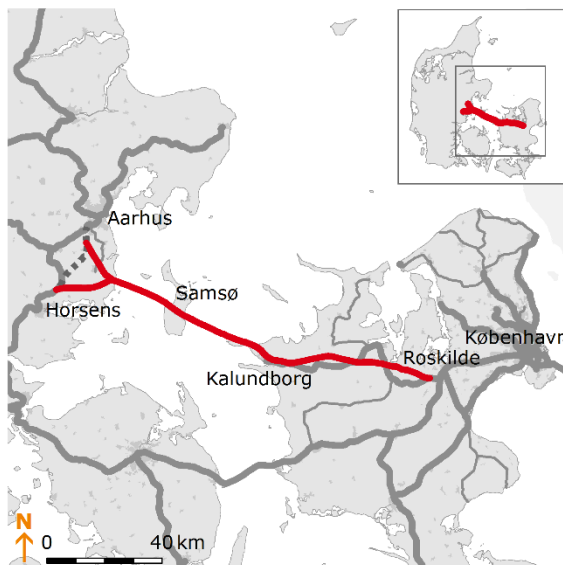 Aarhus
Samsø
Horsens
København
Roskilde
Kalundborg
N
0 40 km